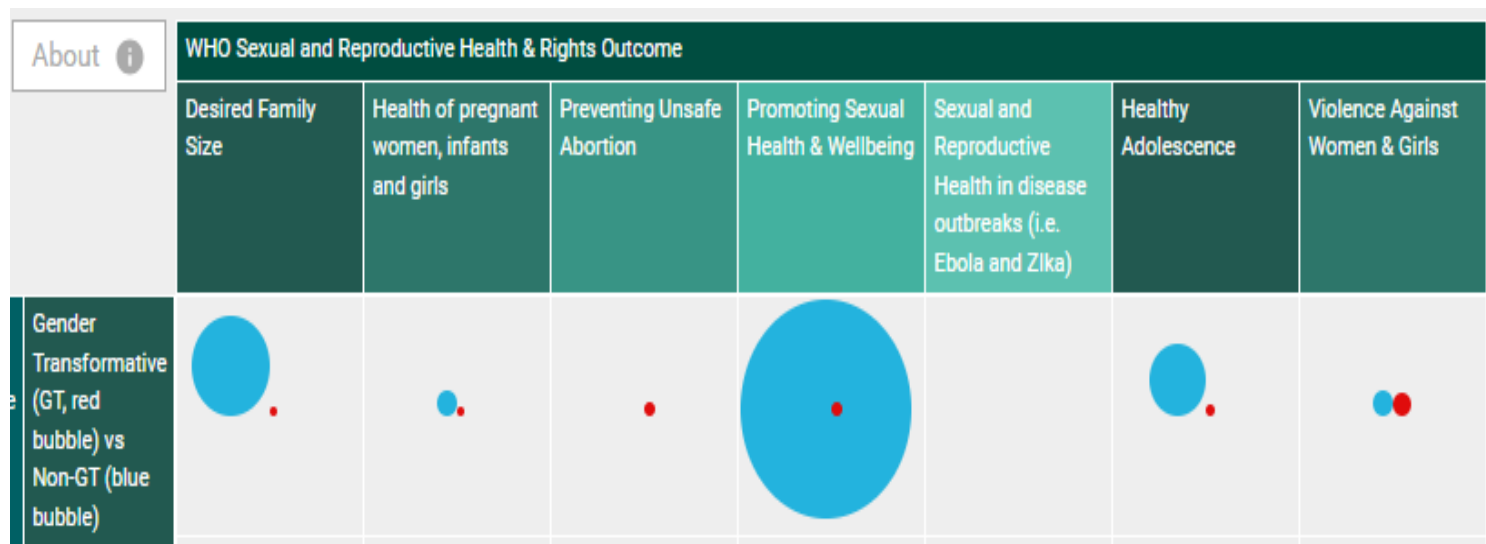 About
WHO Sexual and Reproductive Health & Rights Outcome
Desired Family
Size
Health of pregnant
women, infants
and girls
Preventing Unsafe
Abortion
Promoting Sexual
Health & Wellbeing
Sexual and
Reproductive
Health in disease
outbreaks (i.e.
Ebola and ZIka)
Healthy
Adolescence
Violence Against
Women & Girls
Gender
Transformative
(GT, red
bubble) vs
Non-GT (blue
bubble)